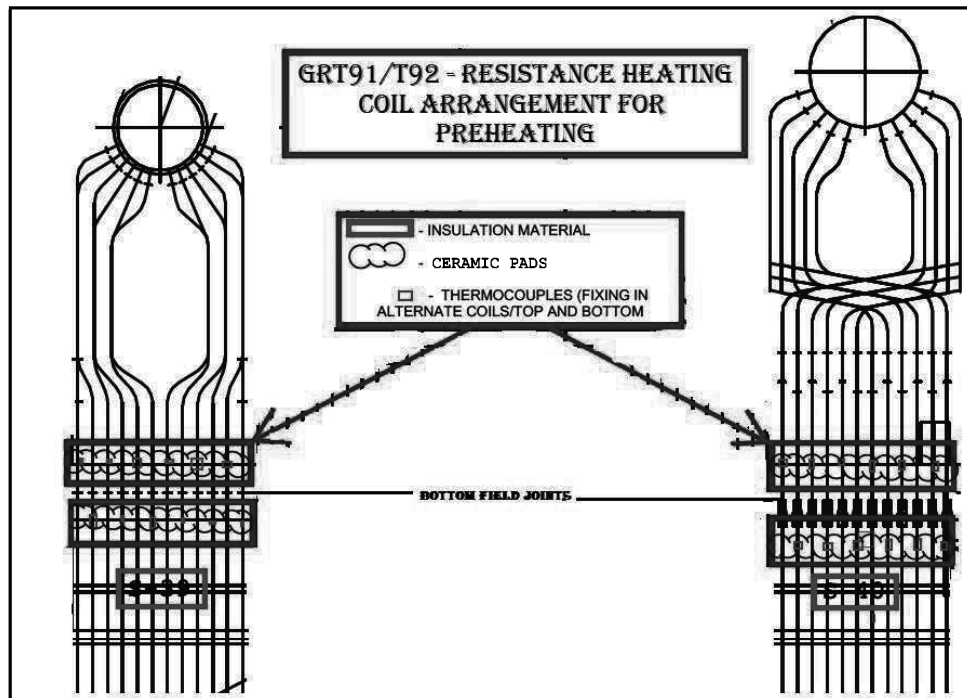 GRT91/T92 - RESISTANCE HEATING
COIL ARRANGEMENT FOR
PREHEATING
- INSULATION MATERIAL
- CERAMIC PADS
- THERMOCOUPLES (FIXING IN
ALTERNATE COILS/TOP AND BOTTOM
BOTTOM FIELD JOINTS